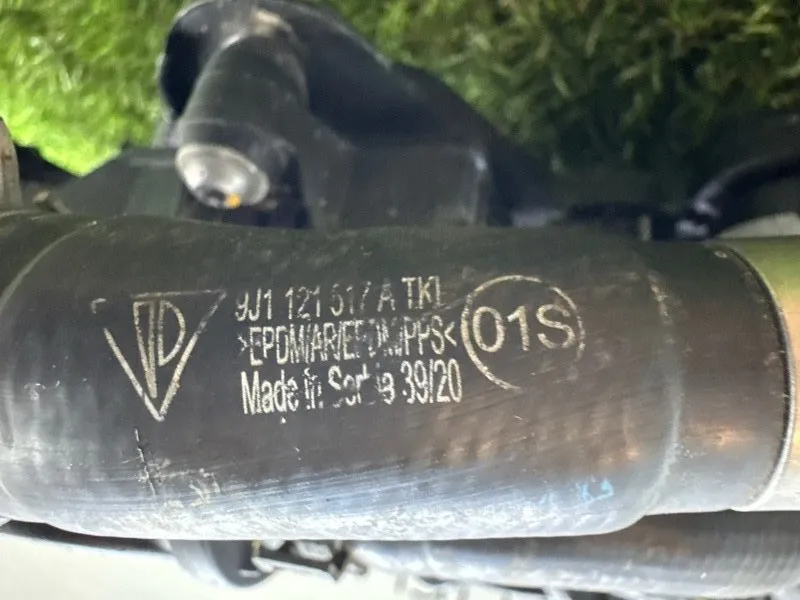 9J1 121 517 A TKL
>EPDM/AR/EPDM/PPS<
Made in Serbia 39/20
01S